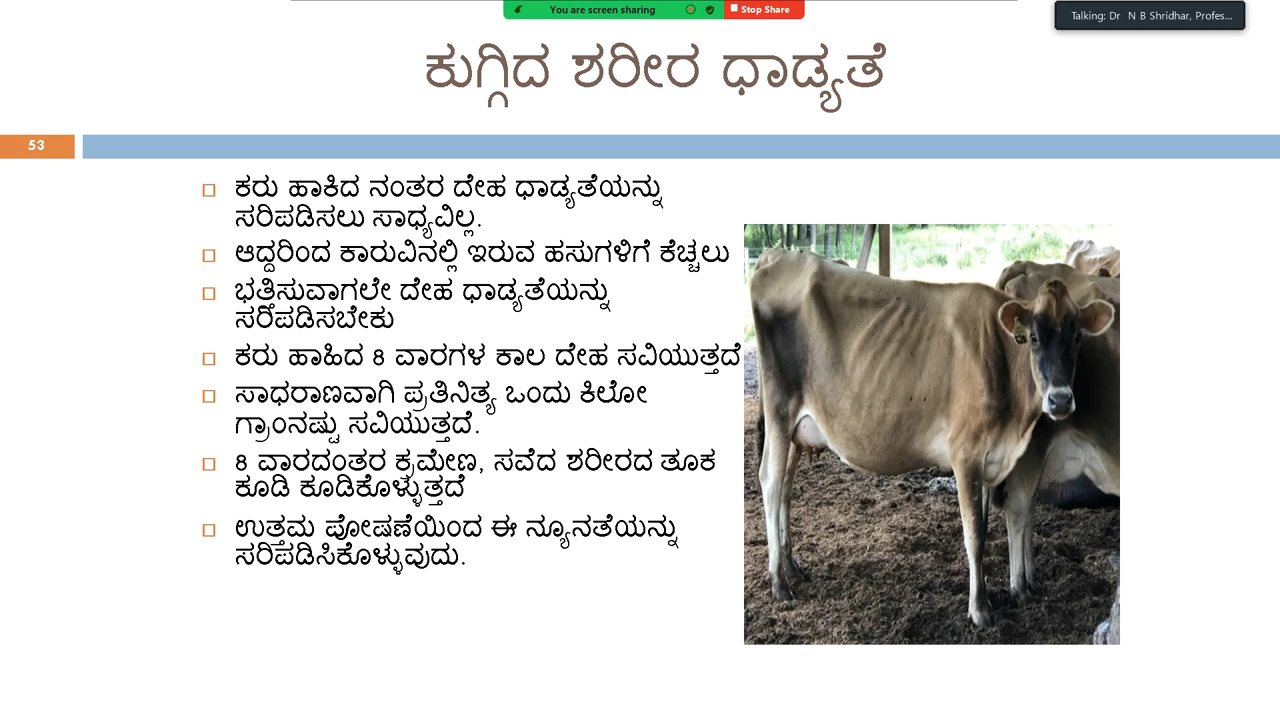 You are screen sharing
Stop Share
Talking: Dr N B Shridhar, Profes...
ಕುಗ್ಗಿದ ಶರೀರ ಧಾಡ್ಯತೆ
53
ಕರು ಹಾಕಿದ ನಂತರ ದೇಹ ಧಾಡ್ಯತೆಯನ್ನು
ಸರಿಪಡಿಸಲು ಸಾಧ್ಯವಿಲ್ಲ.
ಆದ್ದರಿಂದ ಕಾರುವಿನಲ್ಲಿ ಇರುವ ಹಸುಗಳಿಗೆ ಕೆಚ್ಚಲು
ಭತ್ತಿಸುವಾಗಲೇ ದೇಹ ಧಾಡ್ಯತೆಯನ್ನು
ಸರಿಪಡಿಸಬೇಕು
ಕರು ಹಾಹಿದ 8 ವಾರಗಳ ಕಾಲ ದೇಹ ಸವಿಯುತ್ತದೆ
ಸಾಧರಾಣವಾಗಿ ಪ್ರತಿನಿತ್ಯ ಒಂದು ಕಿಲೋ
ಗ್ರಾಂನಷ್ಟು ಸವಿಯುತ್ತದೆ.
8 ವಾರದಂತರ ಕ್ರಮೇಣ, ಸವೆದ ಶರೀರದ ತೂಕ
ಕೂಡಿ ಕೂಡಿಕೊಳ್ಳುತ್ತದೆ
ಉತ್ತಮ ಪೋಷಣೆಯಿಂದ ಈ ನ್ಯೂನತೆಯನ್ನು
ಸರಿಪಡಿಸಿಕೊಳ್ಳುವುದು.